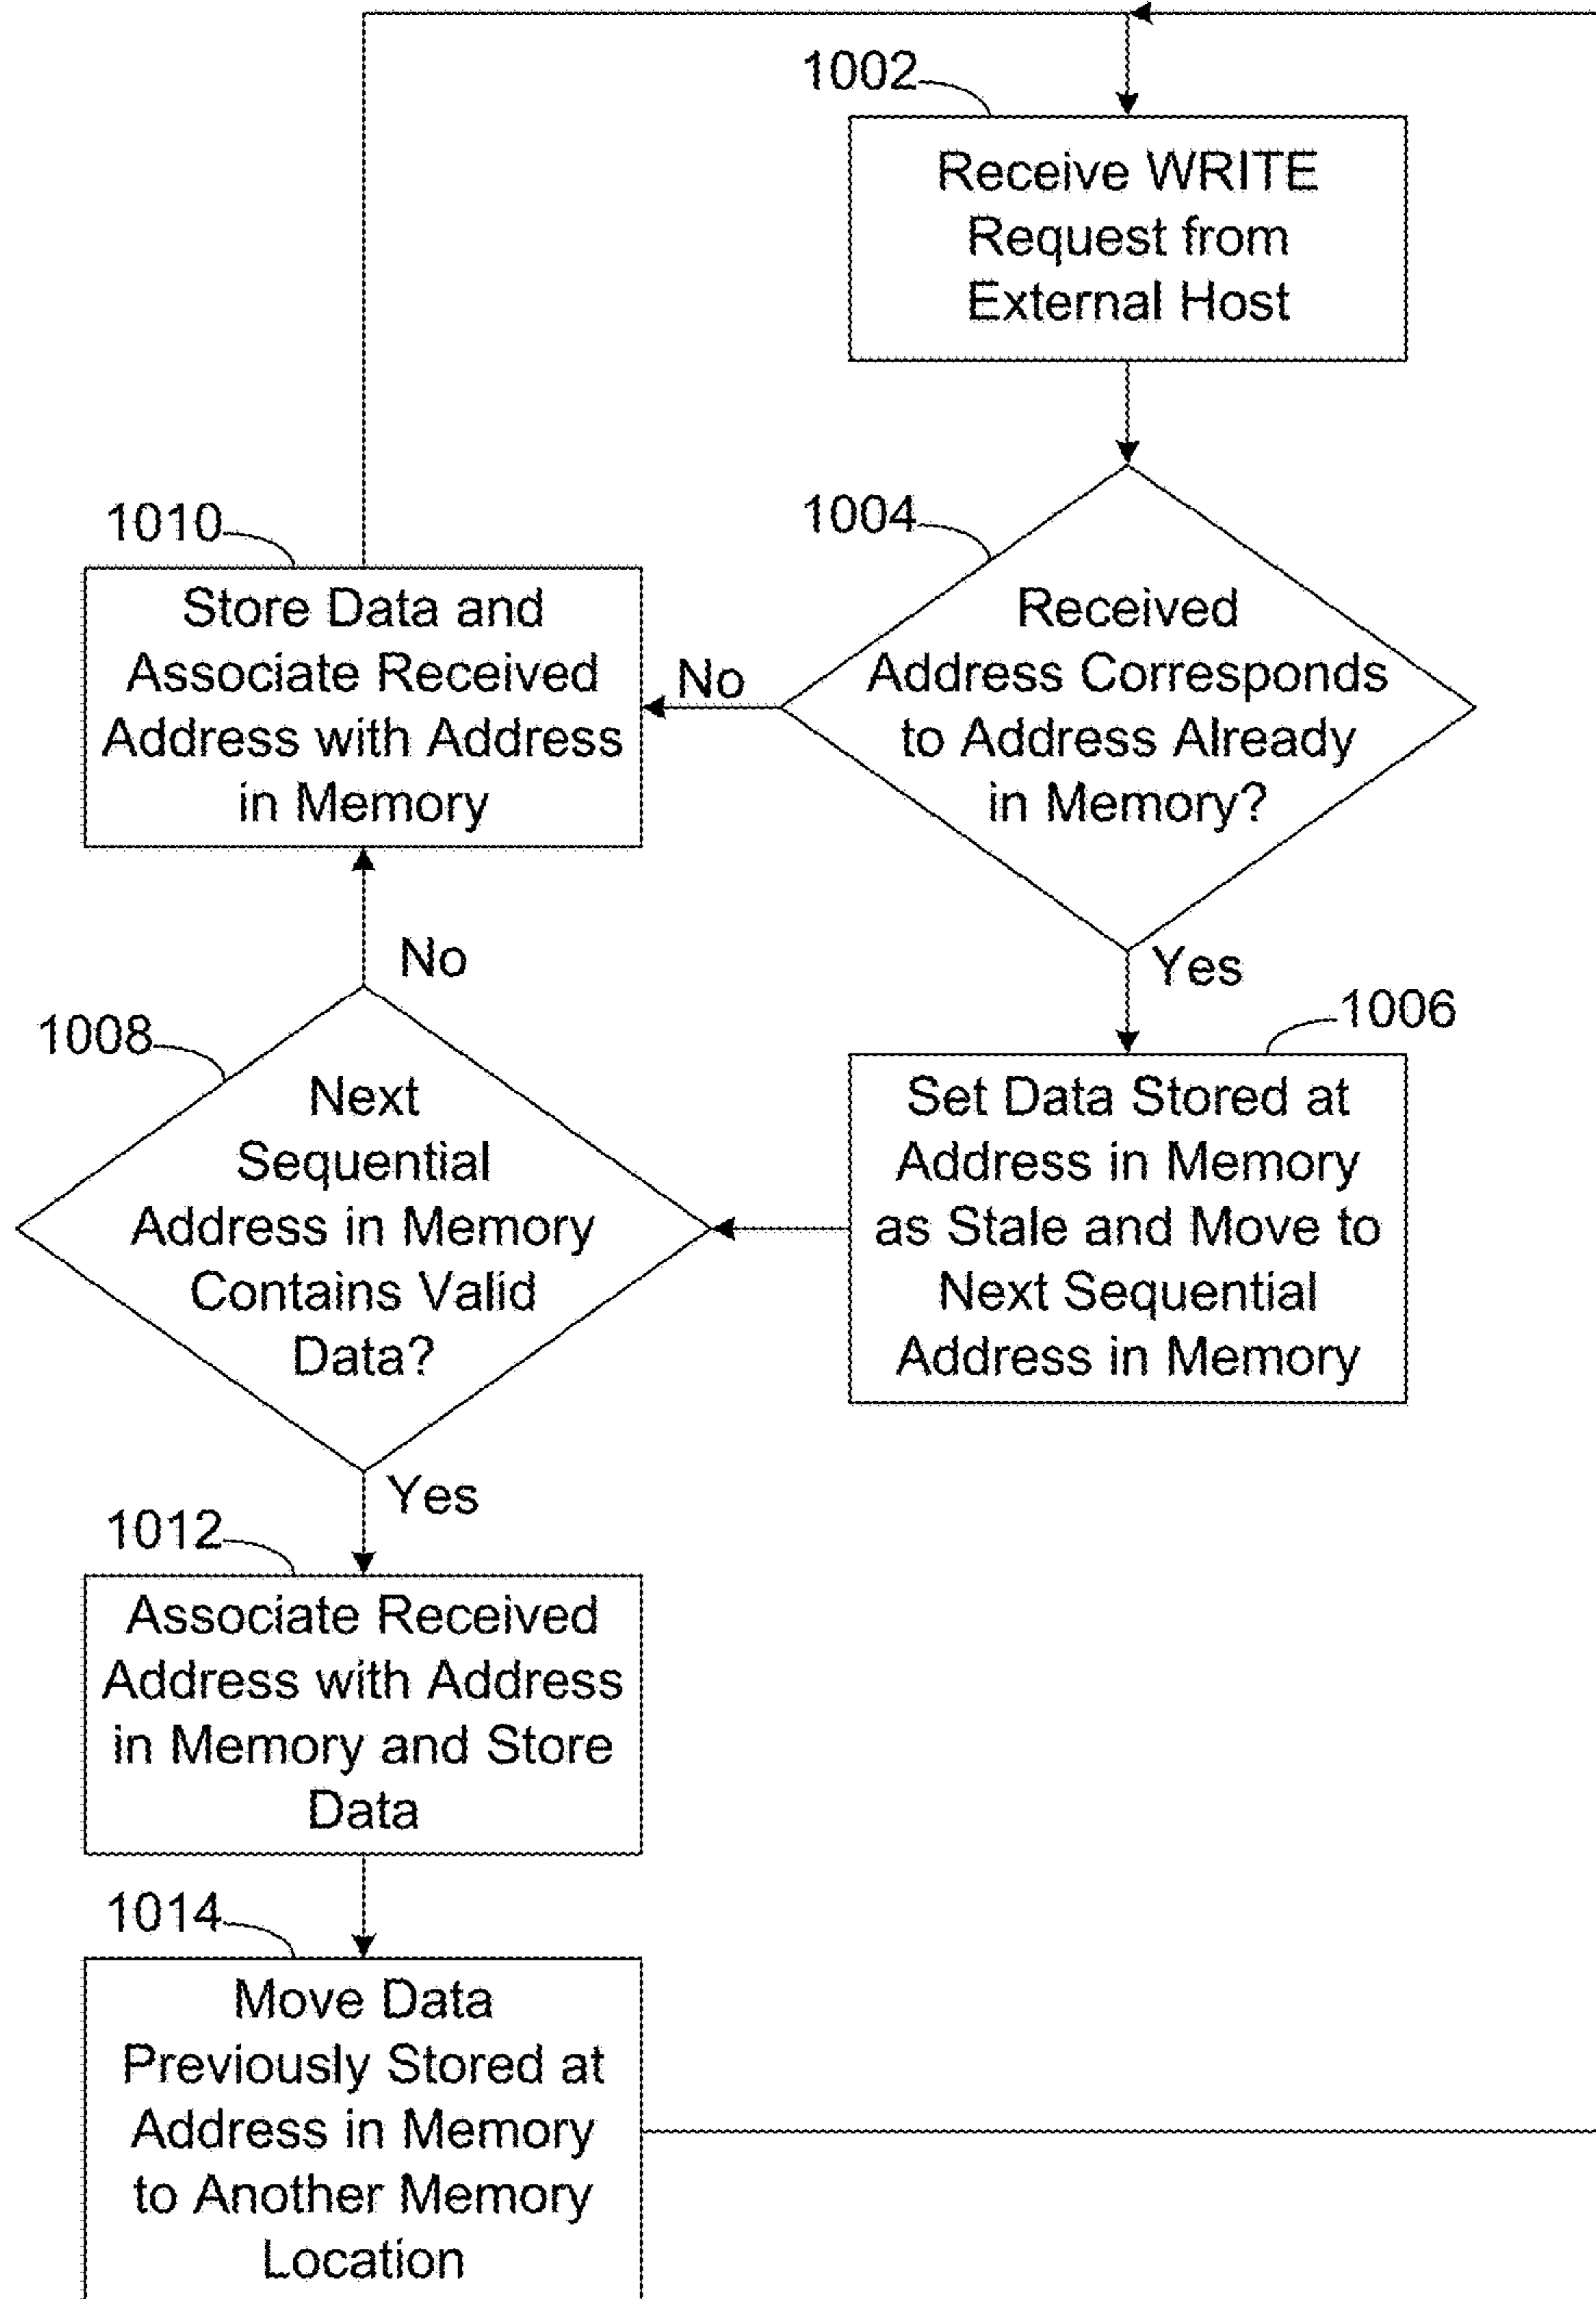 1002
Receive WRITE
Request from
External Host
1004
Received
Address Corresponds
to Address Already
in Memory?
No
Yes
1010
Store Data and
Associate Received
Address with Address
in Memory
1006
Set Data Stored at
Address in Memory
as Stale and Move to
Next Sequential
Address in Memory
No
1008
Next
Sequential
Address in Memory
Contains Valid
Data?
Yes
1012
Associate Received
Address with Address
in Memory and Store
Data
1014
Move Data
Previously Stored at
Address in Memory
to Another Memory
Location